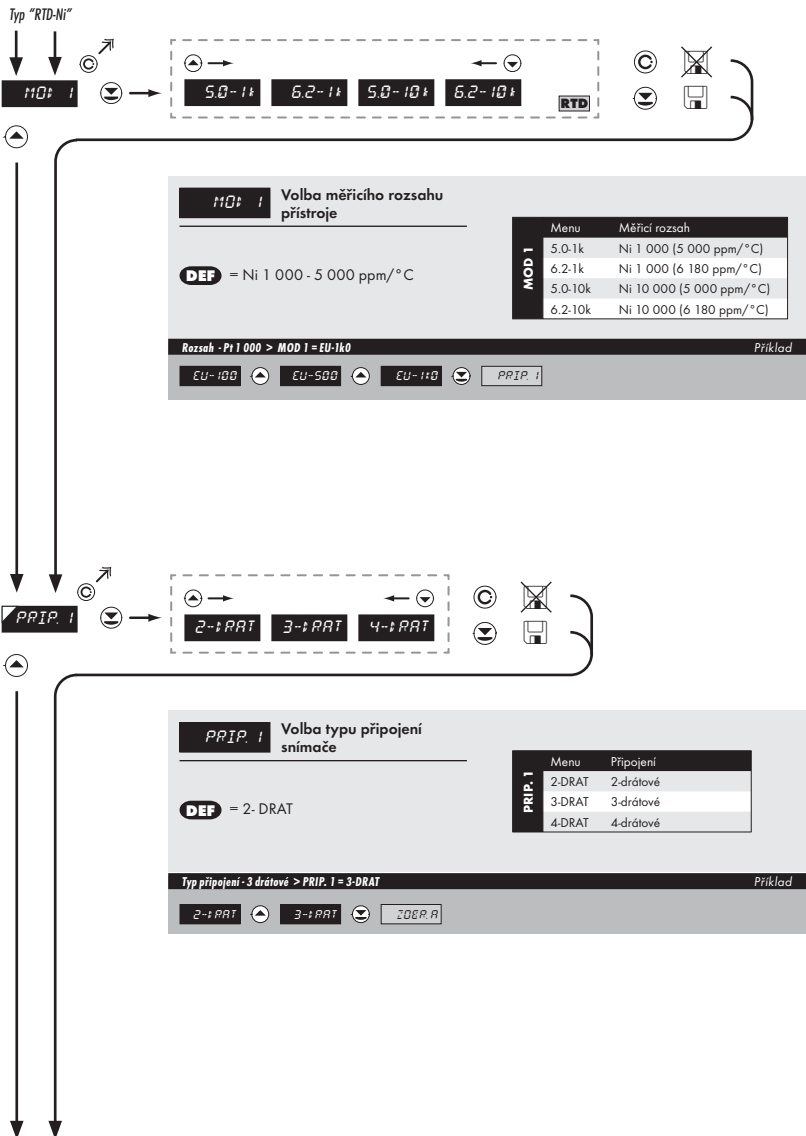 Typ "RTD-Ni"
MOD 1
5.0-1k 6.2-1k 5.0-10k 6.2-10k
RTD
MOD 1
Volba měřicího rozsahu
přístroje
DEF = Ni 1 000 - 5 000 ppm/°C
MOD 1
Menu Měřicí rozsah
5.0-1k Ni 1 000 (5 000 ppm/°C)
6.2-1k Ni 1 000 (6 180 ppm/°C)
5.0-10k Ni 10 000 (5 000 ppm/°C)
6.2-10k Ni 10 000 (6 180 ppm/°C)
Rozsah - Pt 1 000 > MOD 1 = EU-1k0 Příklad
EU-100 EU-500 EU-1k0 PRIP. 1
PRIP. 1
2-DRAT 3-DRAT 4-DRAT
PRIP. 1
Volba typu připojení
snímače
DEF = 2- DRAT
PRIP. 1
Menu Připojení
2-DRAT 2-drátové
3-DRAT 3-drátové
4-DRAT 4-drátové
Typ připojení - 3 drátové > PRIP. 1 = 3-DRAT Příklad
2-DRAT 3-DRAT ZOBR. A